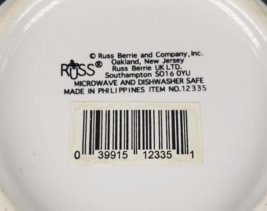 © Russ Berrie and Company, Inc.
Oakland, New Jersey
RUSS® Russ Berrie UK LTD.
Southampton SO16 0YU
MICROWAVE AND DISHWASHER SAFE
MADE IN PHILIPPINES ITEM NO.12335
0 39915 12335 1